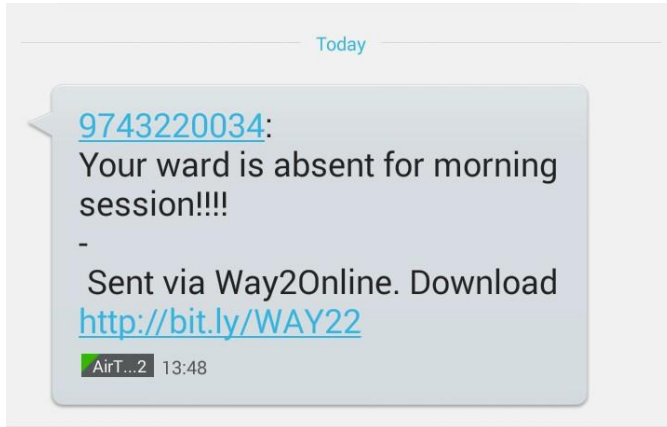 Today
9743220034:
Your ward is absent for morning
session!!!!
-
Sent via Way2Online. Download
http://bit.ly/WAY22
AirT...2 13:48